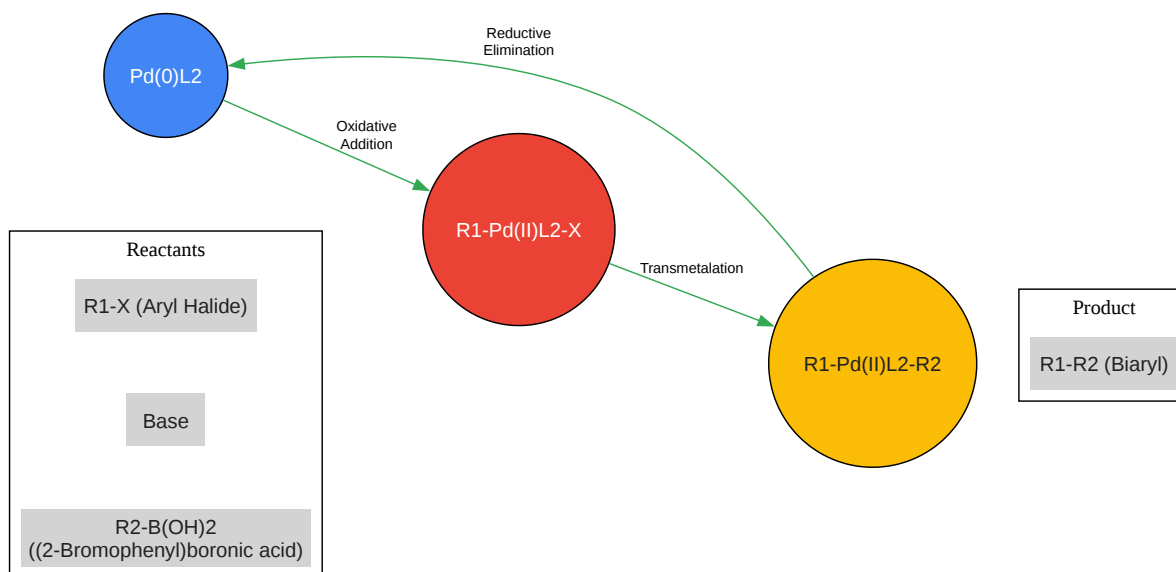 Reductive
Elimination
Pd(0)L2
Oxidative
Addition
R1-Pd(II)L2-X
Transmetalation
R1-Pd(II)L2-R2
Reactants
R1-X (Aryl Halide)
Base
R2-B(OH)2
((2-Bromophenyl)boronic acid)
Product
R1-R2 (Biaryl)